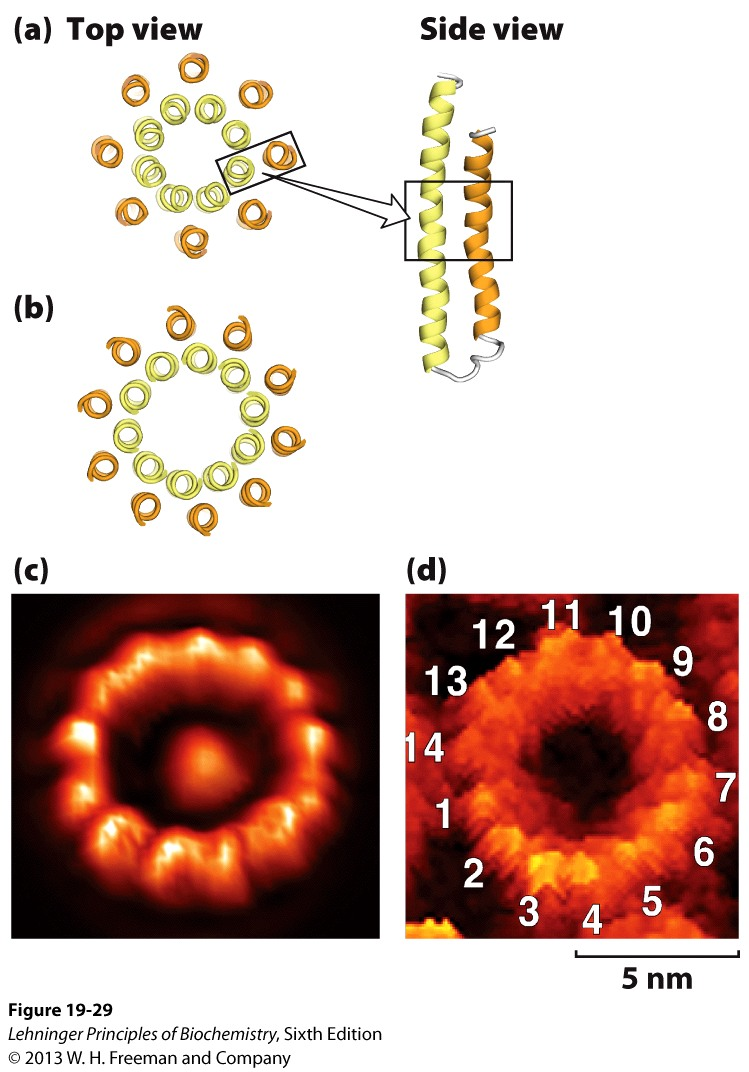 (a) Top view
Side view
(b)
(c)
(d)
11
10
12
9
13
8
14
7
1
6
2
5
3
4
5 nm
Figure 19-29
Lehninger Principles of Biochemistry, Sixth Edition
© 2013 W. H. Freeman and Company